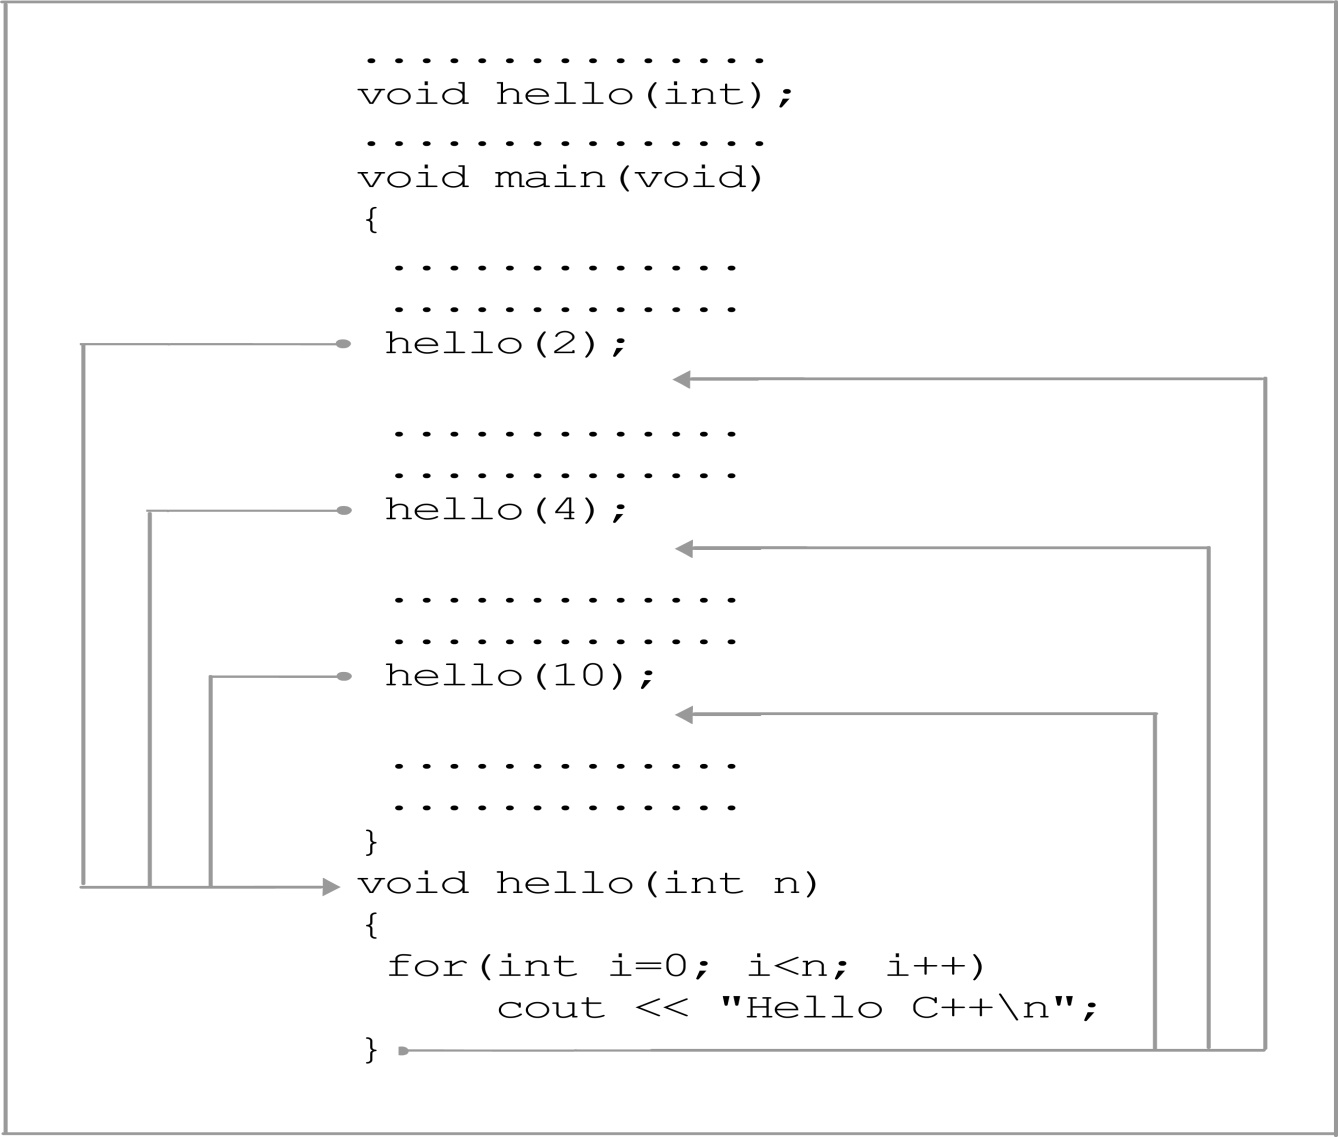 ...............
void hello(int);
...............
void main(void)
{
.............
.............
hello(2);
.............
.............
hello(4);
.............
.............
hello(10);
.............
.............
}
void hello(int n)
{
for(int i=0; i<n; i++)
cout << "Hello C++\n";
}